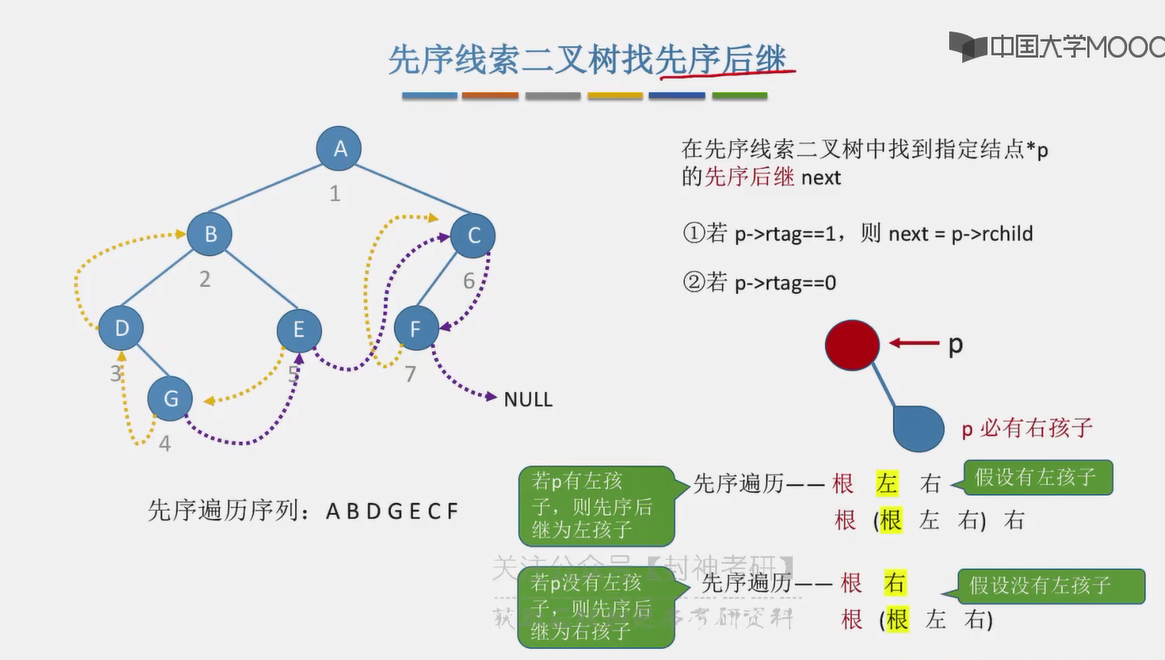 中国大学MOOC
先序线索二叉树找先序后继
A
1
B
C
2
6
D
E
F
3
5
7
G
4
NULL
先序遍历序列：A B D G E C F
在先序线索二叉树中找到指定结点*p
的先序后继 next
①若 p->rtag==1，则 next = p->rchild
②若 p->rtag==0
p
p 必有右孩子
若p有左孩
子，则先序后
继为左孩子
先序遍历—— 根 左 右
假设有左孩子
根 (根 左 右) 右
关注公众号【封神考研】
若p没有左孩
子，则先序后
继为右孩子
先序遍历—— 根 右
假设没有左孩子
根 (根 左 右)
考研资料